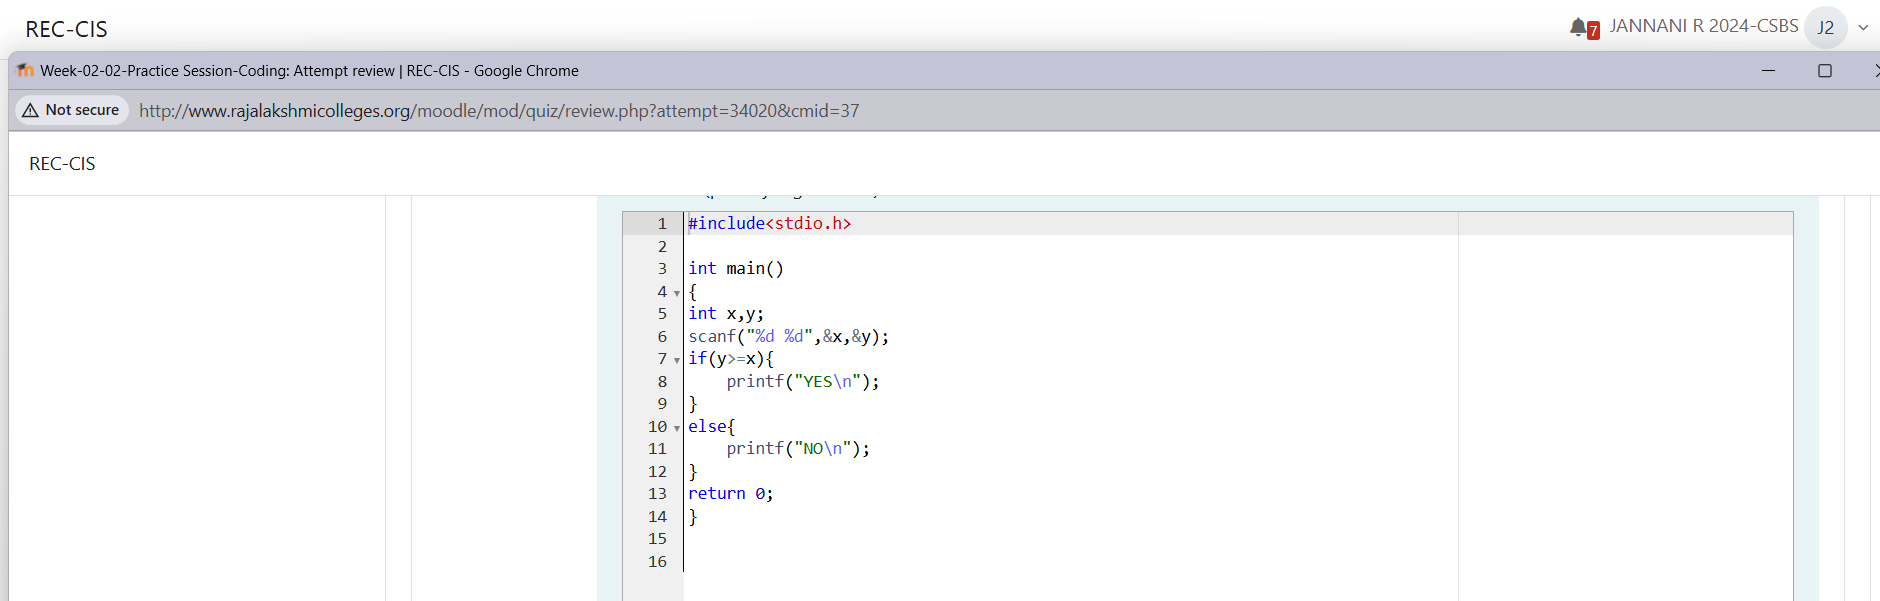 REC-CIS
7 JANNANI R 2024-CSBS J2
Week-02-02-Practice Session-Coding: Attempt review | REC-CIS - Google Chrome
Not secure http://www.rajalakshmicolleges.org/moodle/mod/quiz/review.php?attempt=34020&cmid=37
REC-CIS
1 #include<stdio.h>
2
3 int main()
4 {
5 int x,y;
6 scanf("%d %d",&x,&y);
7 if(y>=x){
8     printf("YES\n");
9 }
10 else{
11     printf("NO\n");
12 }
13 return 0;
14 }
15
16